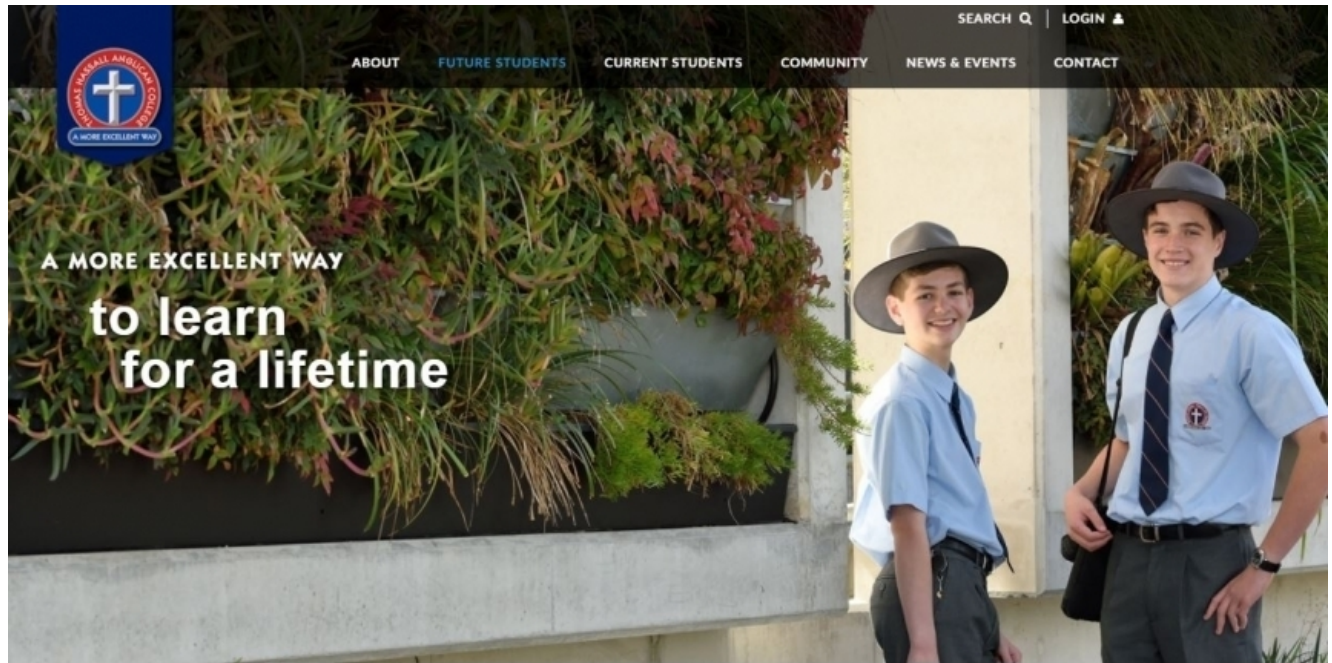 SEARCH
LOGIN
ABOUT
FUTURE STUDENTS
CURRENT STUDENTS
COMMUNITY
NEWS & EVENTS
CONTACT
THOMAS HASSALL ANGLICAN COLLEGE
A MORE EXCELLENT WAY
A MORE EXCELLENT WAY
to learn
for a lifetime